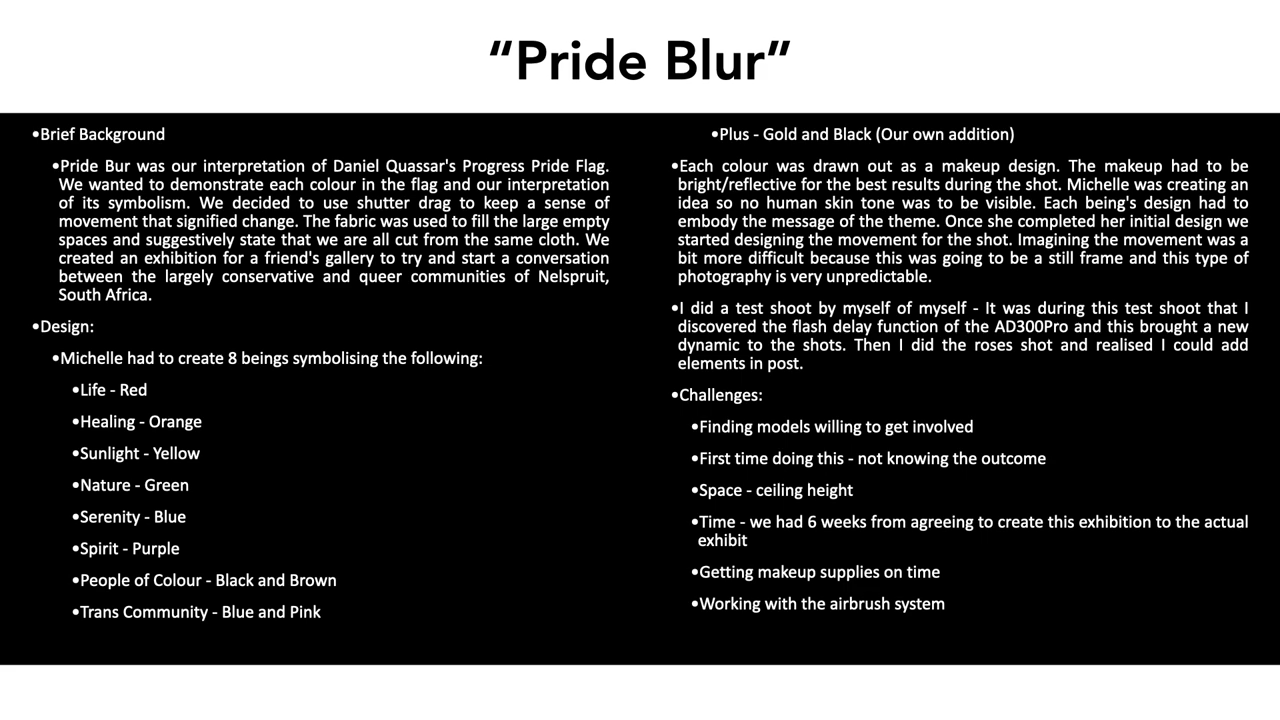 “Pride Blur”
•Brief Background
•Pride Bur was our interpretation of Daniel Quassar's Progress Pride Flag.
We wanted to demonstrate each colour in the flag and our interpretation
of its symbolism. We decided to use shutter drag to keep a sense of
movement that signified change. The fabric was used to fill the large empty
spaces and suggestively state that we are all cut from the same cloth. We
created an exhibition for a friend's gallery to try and start a conversation
between the largely conservative and queer communities of Nelspruit,
South Africa.
•Design:
•Michelle had to create 8 beings symbolising the following:
•Life - Red
•Healing - Orange
•Sunlight - Yellow
•Nature - Green
•Serenity - Blue
•Spirit - Purple
•People of Colour - Black and Brown
•Trans Community - Blue and Pink
•Plus - Gold and Black (Our own addition)
•Each colour was drawn out as a makeup design. The makeup had to be
bright/reflective for the best results during the shot. Michelle was creating an
idea so no human skin tone was to be visible. Each being's design had to
embody the message of the theme. Once she completed her initial design we
started designing the movement for the shot. Imagining the movement was a
bit more difficult because this was going to be a still frame and this type of
photography is very unpredictable.
•I did a test shoot by myself of myself - It was during this test shoot that I
discovered the flash delay function of the AD300Pro and this brought a new
dynamic to the shots. Then I did the roses shot and realised I could add
elements in post.
•Challenges:
•Finding models willing to get involved
•First time doing this - not knowing the outcome
•Space - ceiling height
•Time - we had 6 weeks from agreeing to create this exhibition to the actual
exhibit
•Getting makeup supplies on time
•Working with the airbrush system